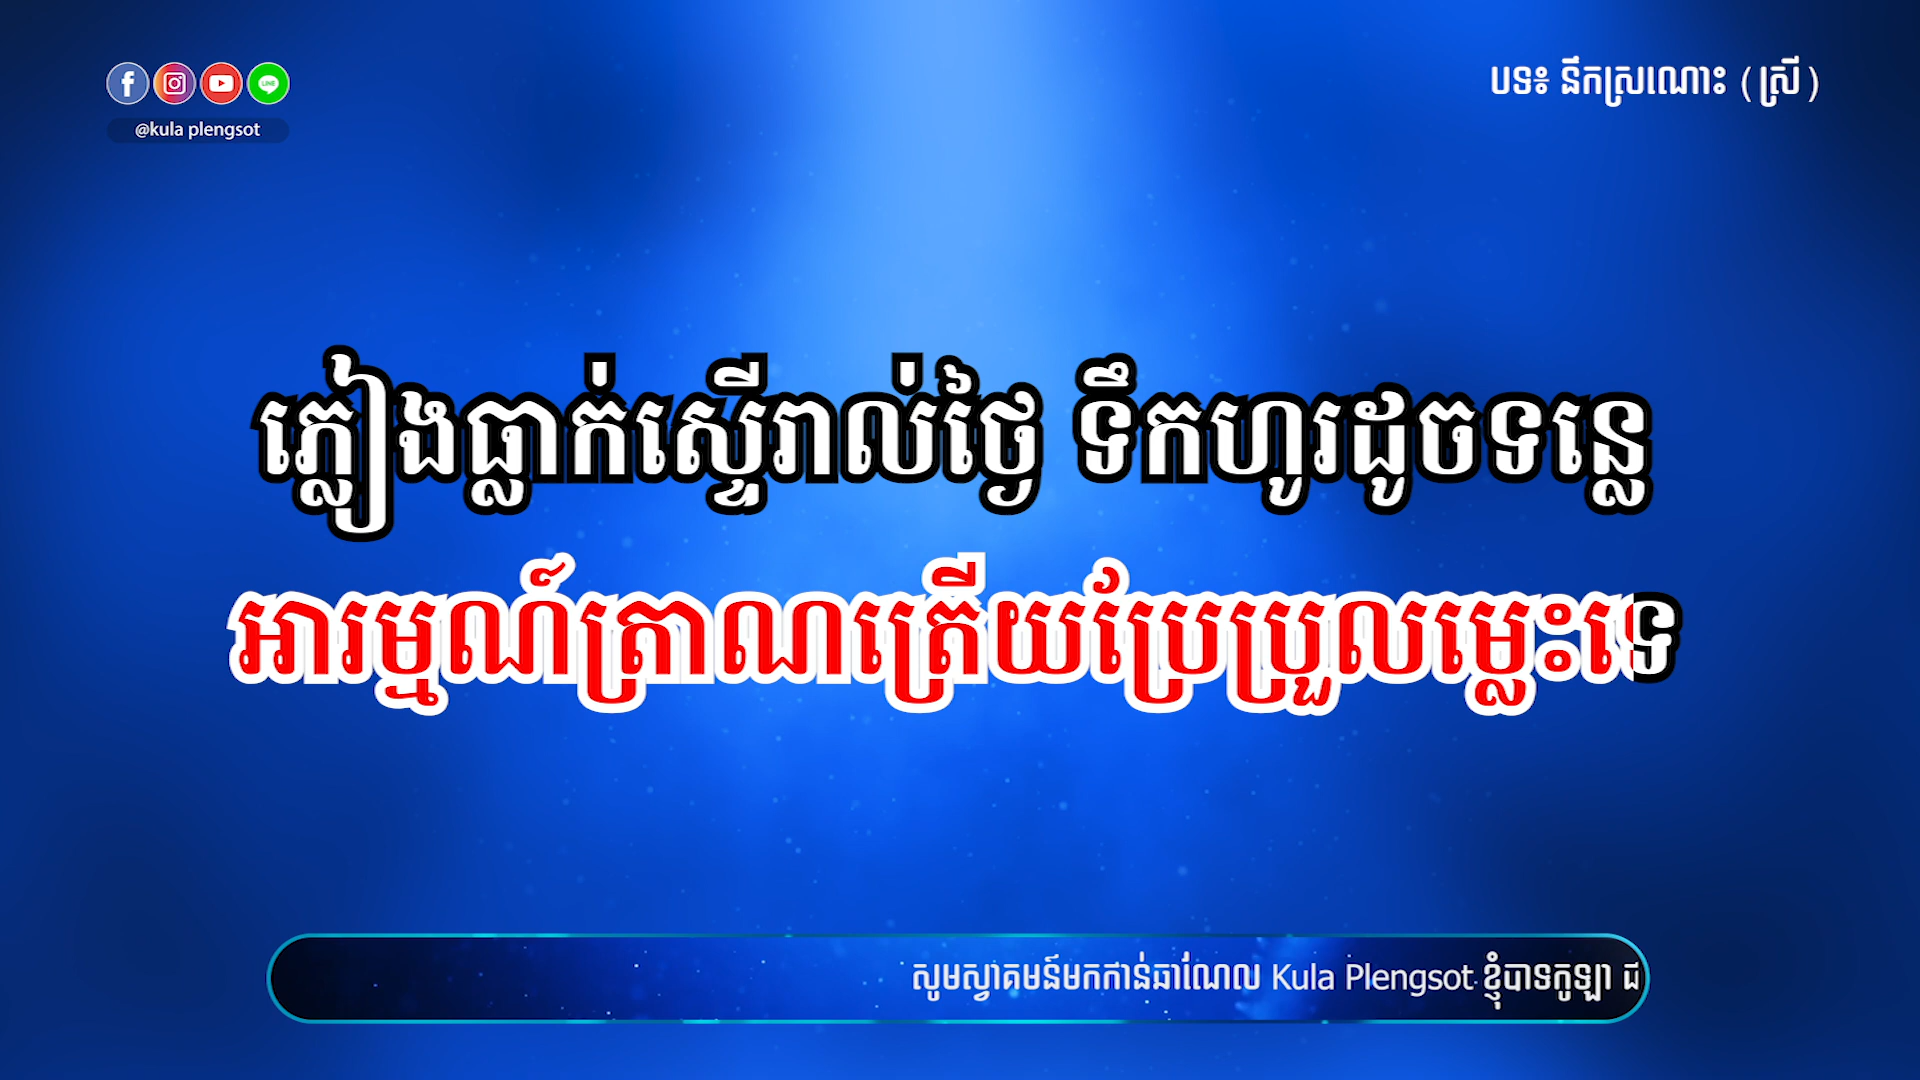 @kula plengsot
បទ៖ នឹកស្រណោះ (ស្រី)
ភ្លៀងធ្លាក់ស្ទើរាល់ថ្ងៃ ទឹកហូរដូចទន្លេ
អារម្មណ៍ត្រាណត្រើយប្រែប្រួលម្លេះទេ
សូមស្វាគមន៍មកកាន់ឆាណែល Kula Plengsot ខ្ញុំបាទកូឡា ជ